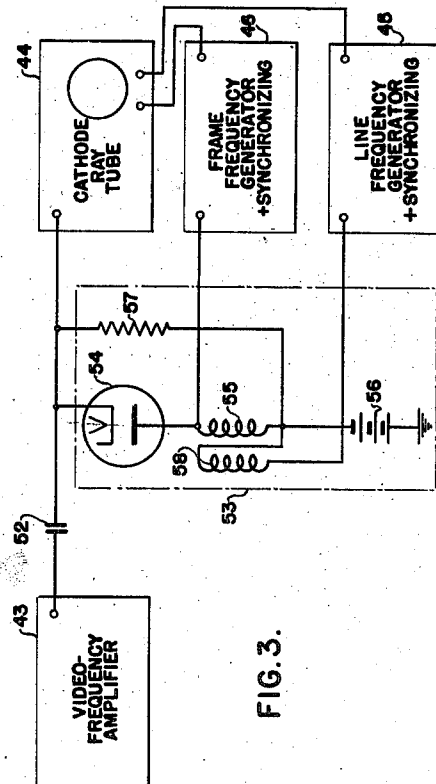 43
VIDEO-
FREQUENCY
AMPLIFIER
52
44
CATHODE
RAY
TUBE
54
57
46
FRAME
FREQUENCY
GENERATOR
+SYNCHRONIZING
55
58
56
53
LINE
FREQUENCY
GENERATOR
+SYNCHRONIZING
FIG. 3.